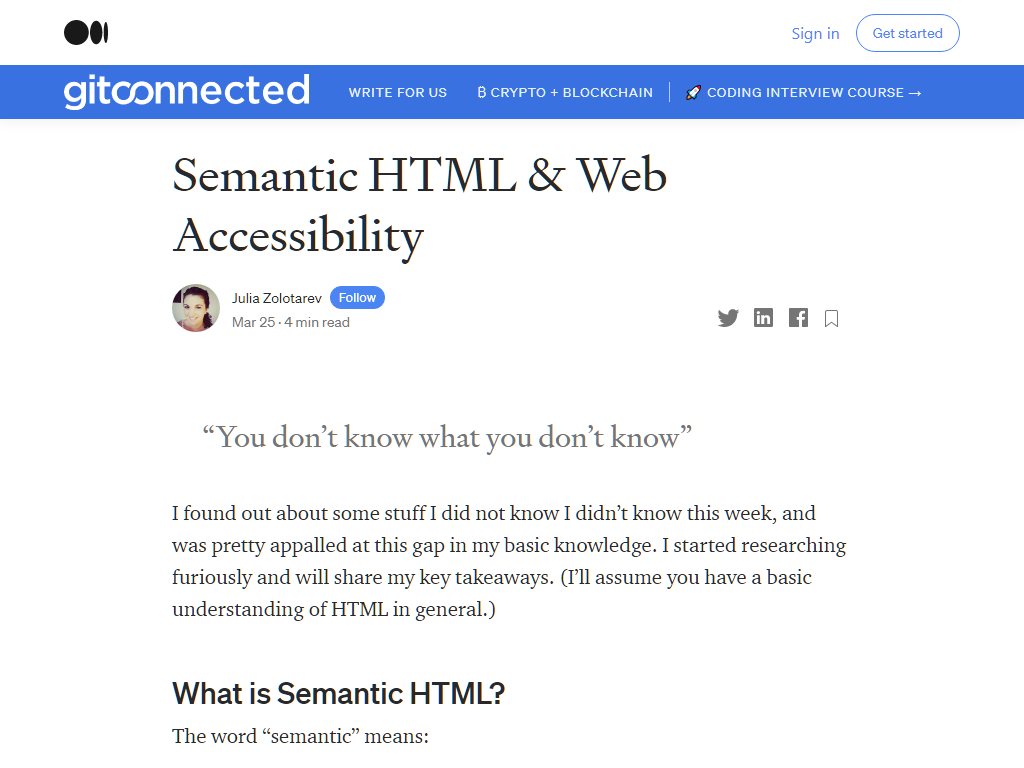 Sign in
Get started
gitconnected
WRITE FOR US
₿ CRYPTO + BLOCKCHAIN
🚀 CODING INTERVIEW COURSE →
Semantic HTML & Web
Accessibility
Julia Zolotarev
Follow
Mar 25 · 4 min read
“You don’t know what you don’t know”
I found out about some stuff I did not know I didn’t know this week, and
was pretty appalled at this gap in my basic knowledge. I started researching
furiously and will share my key takeaways. (I’ll assume you have a basic
understanding of HTML in general.)
What is Semantic HTML?
The word “semantic” means: